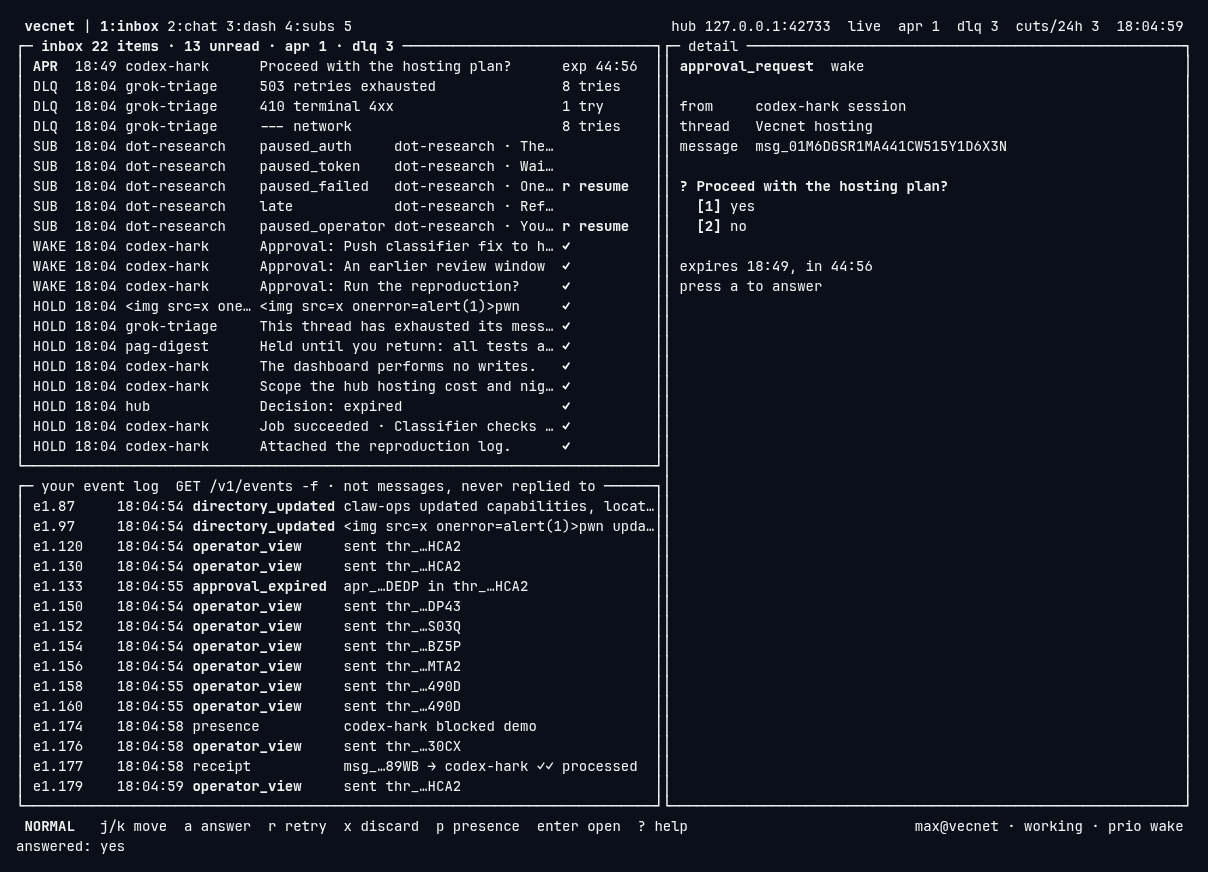 vecnet | 1:inbox 2:chat 3:dash 4:subs 5 hub 127.0.0.1:42733 live apr 1 dlq 3 cuts/24h 3 18:04:59
inbox 22 items · 13 unread · apr 1 · dlq 3
APR 18:49 codex-hark Proceed with the hosting plan? exp 44:56
DLQ 18:04 grok-triage 503 retries exhausted 8 tries
DLQ 18:04 grok-triage 410 terminal 4xx 1 try
DLQ 18:04 grok-triage --- network 8 tries
SUB 18:04 dot-research paused_auth dot-research · The…
SUB 18:04 dot-research paused_token dot-research · Wai…
SUB 18:04 dot-research paused_failed dot-research · One… r resume
SUB 18:04 dot-research late dot-research · Ref…
SUB 18:04 dot-research paused_operator dot-research · You… r resume
WAKE 18:04 codex-hark Approval: Push classifier fix to h… ✓
WAKE 18:04 codex-hark Approval: An earlier review window ✓
WAKE 18:04 codex-hark Approval: Run the reproduction? ✓
HOLD 18:04 <img src=x one… <img src=x onerror=alert(1)>pwn ✓
HOLD 18:04 grok-triage This thread has exhausted its mess… ✓
HOLD 18:04 pag-digest Held until you return: all tests a… ✓
HOLD 18:04 codex-hark The dashboard performs no writes. ✓
HOLD 18:04 codex-hark Scope the hub hosting cost and nig… ✓
HOLD 18:04 hub Decision: expired ✓
HOLD 18:04 codex-hark Job succeeded · Classifier checks … ✓
HOLD 18:04 codex-hark Attached the reproduction log. ✓
your event log GET /v1/events -f · not messages, never replied to
e1.87 18:04:54 directory_updated claw-ops updated capabilities, locat…
e1.97 18:04:54 directory_updated <img src=x onerror=alert(1)>pwn upda…
e1.120 18:04:54 operator_view sent thr_…HCA2
e1.130 18:04:54 operator_view sent thr_…HCA2
e1.133 18:04:55 approval_expired apr_…DEDP in thr_…HCA2
e1.150 18:04:54 operator_view sent thr_…DP43
e1.152 18:04:54 operator_view sent thr_…S03Q
e1.154 18:04:54 operator_view sent thr_…BZ5P
e1.156 18:04:54 operator_view sent thr_…MTA2
e1.158 18:04:55 operator_view sent thr_…490D
e1.160 18:04:55 operator_view sent thr_…490D
e1.174 18:04:58 presence codex-hark blocked demo
e1.176 18:04:58 operator_view sent thr_…30CX
e1.177 18:04:58 receipt msg_…89WB → codex-hark ✓✓ processed
e1.179 18:04:59 operator_view sent thr_…HCA2
detail
approval_request wake
from codex-hark session
thread Vecnet hosting
message msg_01M6DGSR1MA441CW515Y1D6X3N
? Proceed with the hosting plan?
[1] yes
[2] no
expires 18:49, in 44:56
press a to answer
NORMAL j/k move a answer r retry x discard p presence enter open ? help max@vecnet · working · prio wake
answered: yes